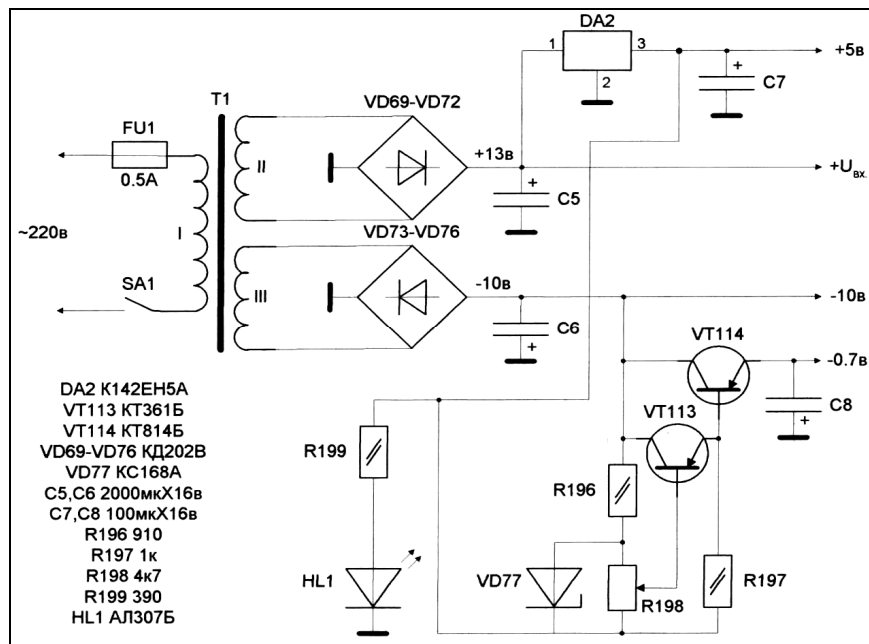 DA2
1
3
2
+5в
C7
T1
VD69-VD72
FU1
0.5A
II
+13в
+Uвх.
C5
I
~220в
VD73-VD76
SA1
III
-10в
-10в
C6
VT114
-0.7в
VT113
C8
DA2 К142ЕН5А
VT113 КТ361Б
VT114 КТ814Б
VD69-VD76 КД202В
VD77 КС168А
C5,C6 2000мкХ16в
C7,C8 100мкХ16в
R196 910
R197 1к
R198 4к7
R199 390
HL1 АЛ307Б
R199
R196
HL1
VD77
R198
R197